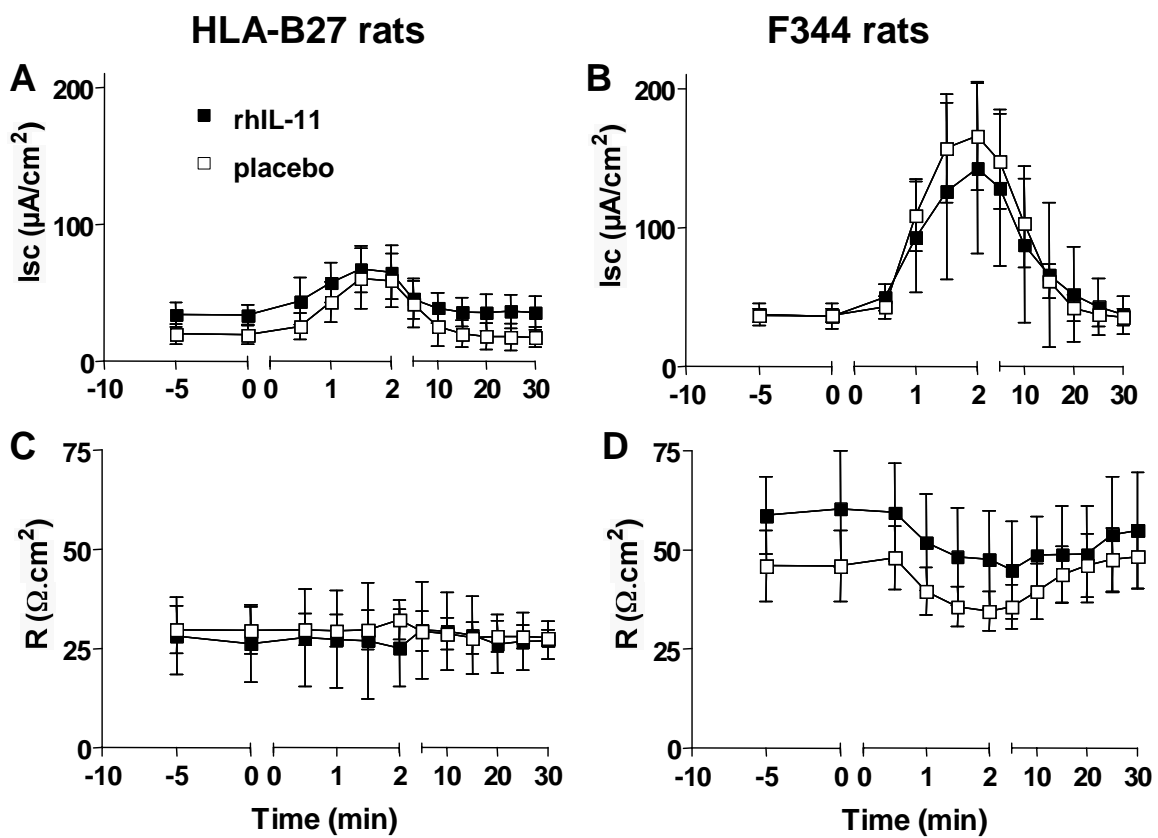 HLA-B27 rats
F344 rats
A
200
100
0
Isc (µA/cm²)
rhIL-11
placebo
-10 -5 0 0 1 2 10 20 30
B
200
100
0
Isc (µA/cm²)
-10 -5 0 0 1 2 10 20 30
C
75
50
25
0
R (Ω.cm²)
-10 -5 0 0 1 2 10 20 30
Time (min)
D
75
50
25
0
R (Ω.cm²)
-10 -5 0 0 1 2 10 20 30
Time (min)